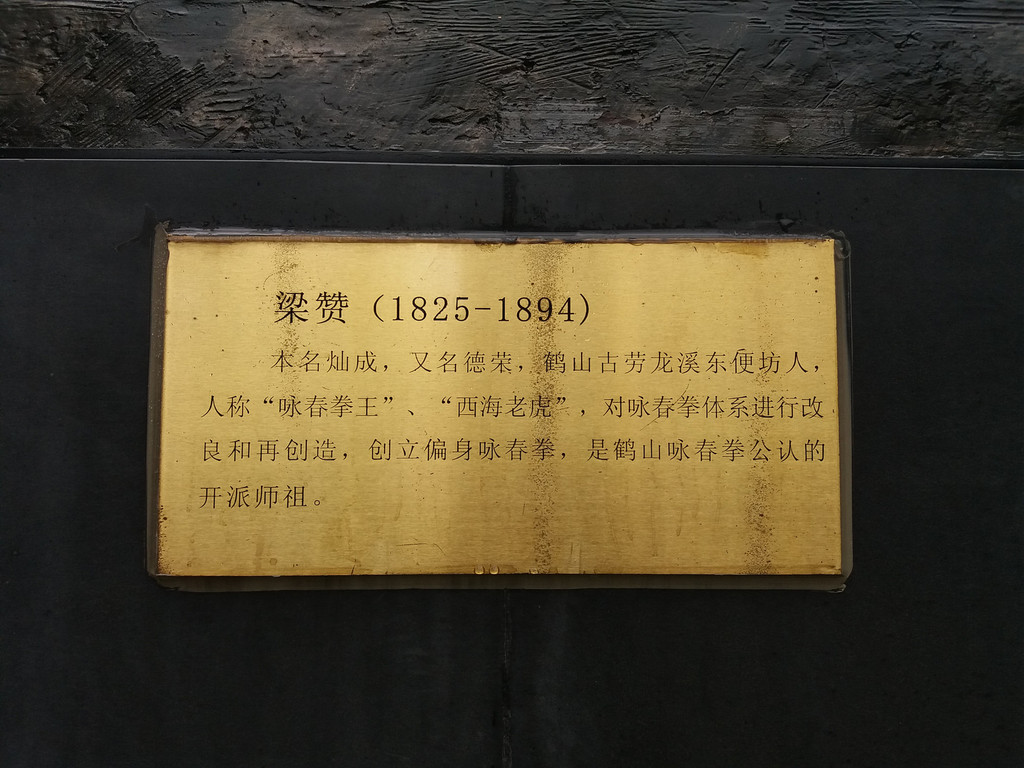 梁赞（1825-1894）
本名灿成，又名德荣，鹤山古劳龙溪东便坊人，
人称“咏春拳王”、“西海老虎”，对咏春拳体系进行改
良和再创造，创立偏身咏春拳，是鹤山咏春拳公认的
开派师祖。